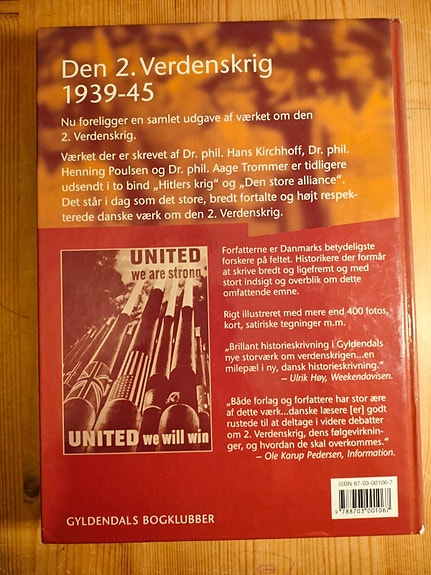 Den 2. Verdenskrig
1939-45
Nu foreligger en samlet udgave af værket om den
2. Verdenskrig.
Værket der er skrevet af Dr. phil. Hans Kirchhoff, Dr. phil.
Henning Poulsen og Dr. phil. Aage Trommer er tidligere
udsendt i to bind „Hitlers krig“ og „Den store alliance“.
Det står i dag som det store, bredt fortalte og højt respek-
terede danske værk om den 2. Verdenskrig.
UNITED
we are strong
UNITED we will win
Forfatterne er Danmarks betydeligste
forskere på feltet. Historikere der formår
at skrive bredt og ligefremt og med
stort indsigt og overblik om dette
omfattende emne.
Rigt illustreret med mere end 400 fotos,
kort, satiriske tegninger m.m.
„Brillant historieskrivning i Gyldendals
nye storværk om verdenskrigen...en
milepæl i ny, dansk historieskrivning.“
– Ulrik Høy, Weekendavisen.
„Både forlag og forfattere har stor ære
af dette værk...danske læsere [er] godt
rustede til at deltage i videre debatter
om 2. Verdenskrig, dens følgevirknin-
ger, og hvordan de skal overkommes.“
– Ole Karup Pedersen, Information.
ISBN 87-03-00106-7
9 788703 001067
GYLDENDALS BOGKLUBBER